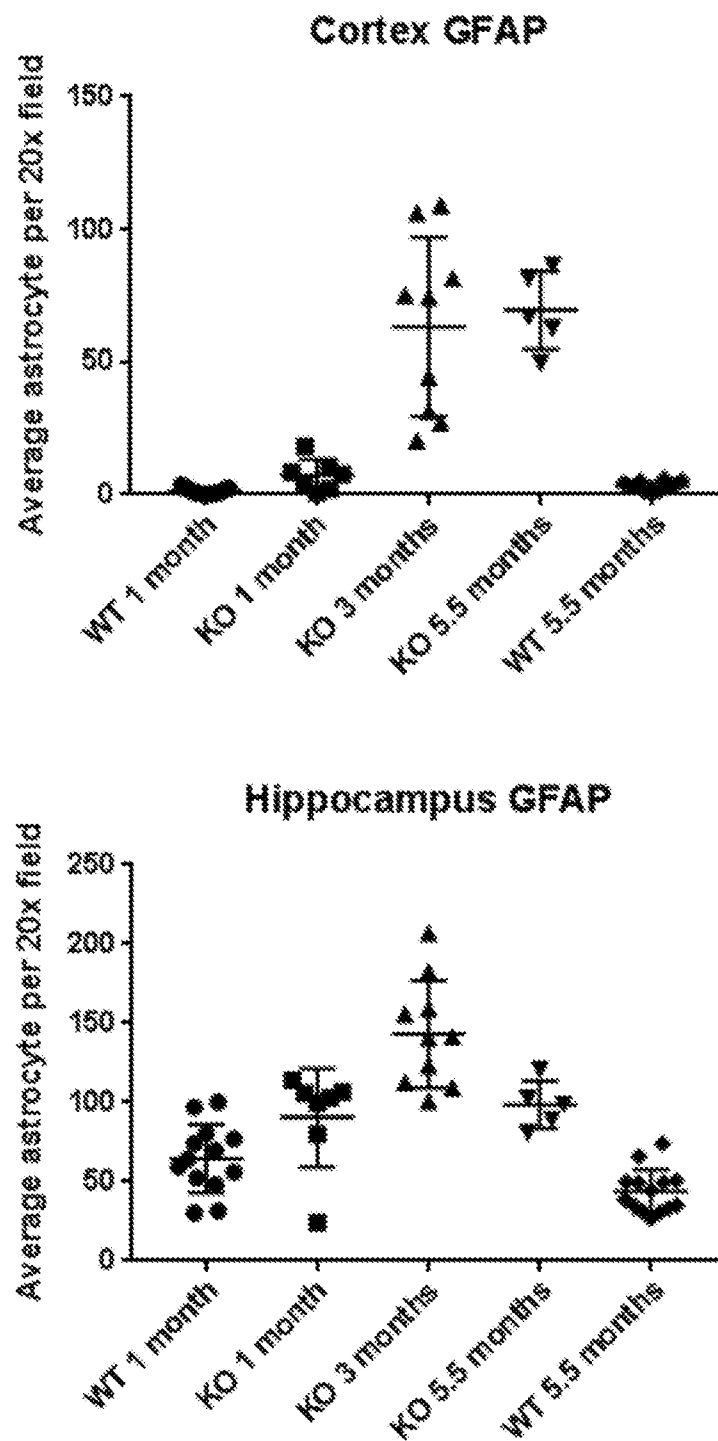 Cortex GFAP
Average astrocyte per 20x field
150
100
50
0
WT 1 month
KO 1 month
KO 3 months
KO 5.5 months
WT 5.5 months
Hippocampus GFAP
Average astrocyte per 20x field
250
200
150
100
50
0
WT 1 month
KO 1 month
KO 3 months
KO 5.5 months
WT 5.5 months